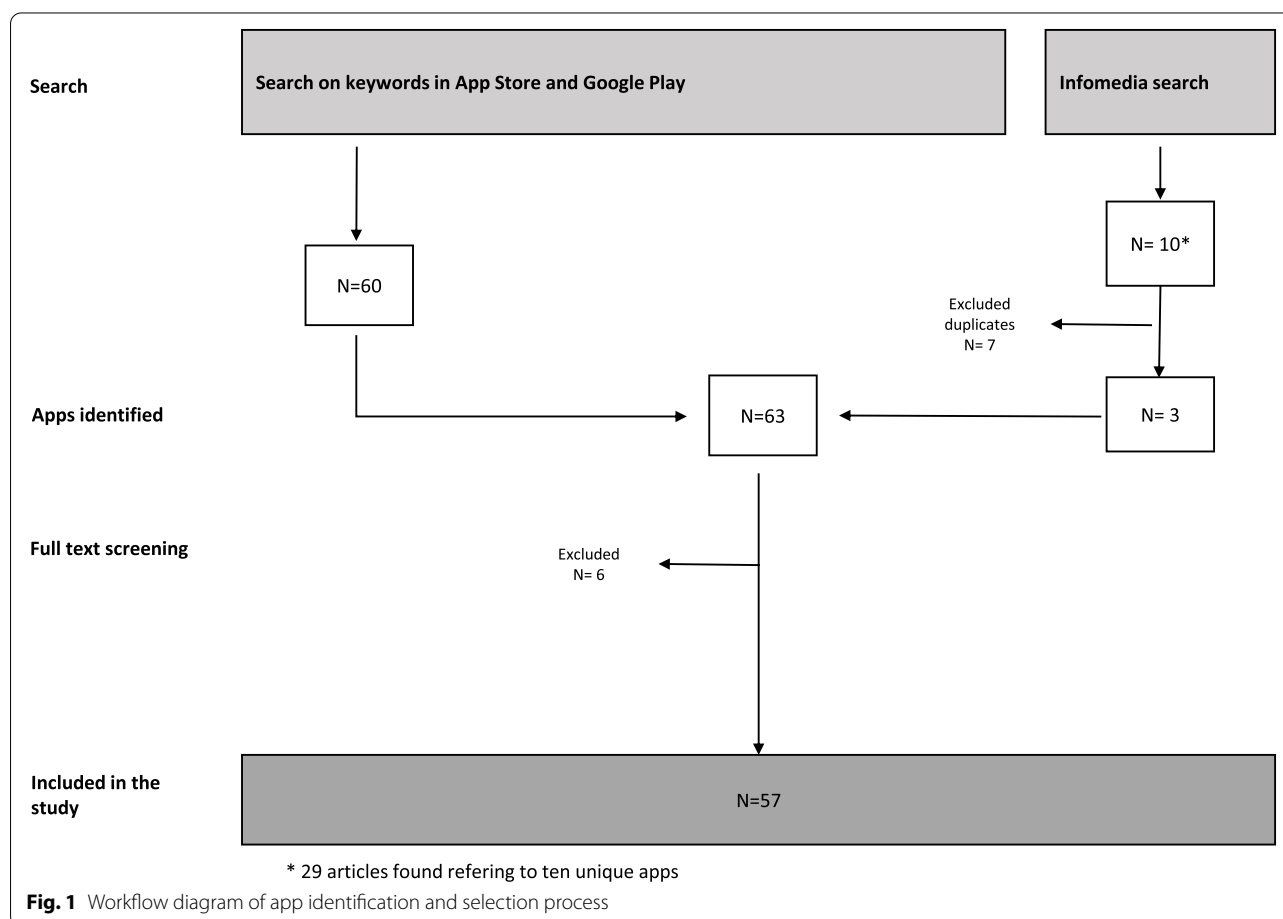 Search
Search on keywords in App Store and Google Play
Infomedia search
N=60
N= 10*
Excluded
duplicates
N= 7
Apps identified
N=63
N= 3
Full text screening
Excluded
N= 6
Included in the
study
N=57
* 29 articles found refering to ten unique apps
Fig. 1 Workflow diagram of app identification and selection process